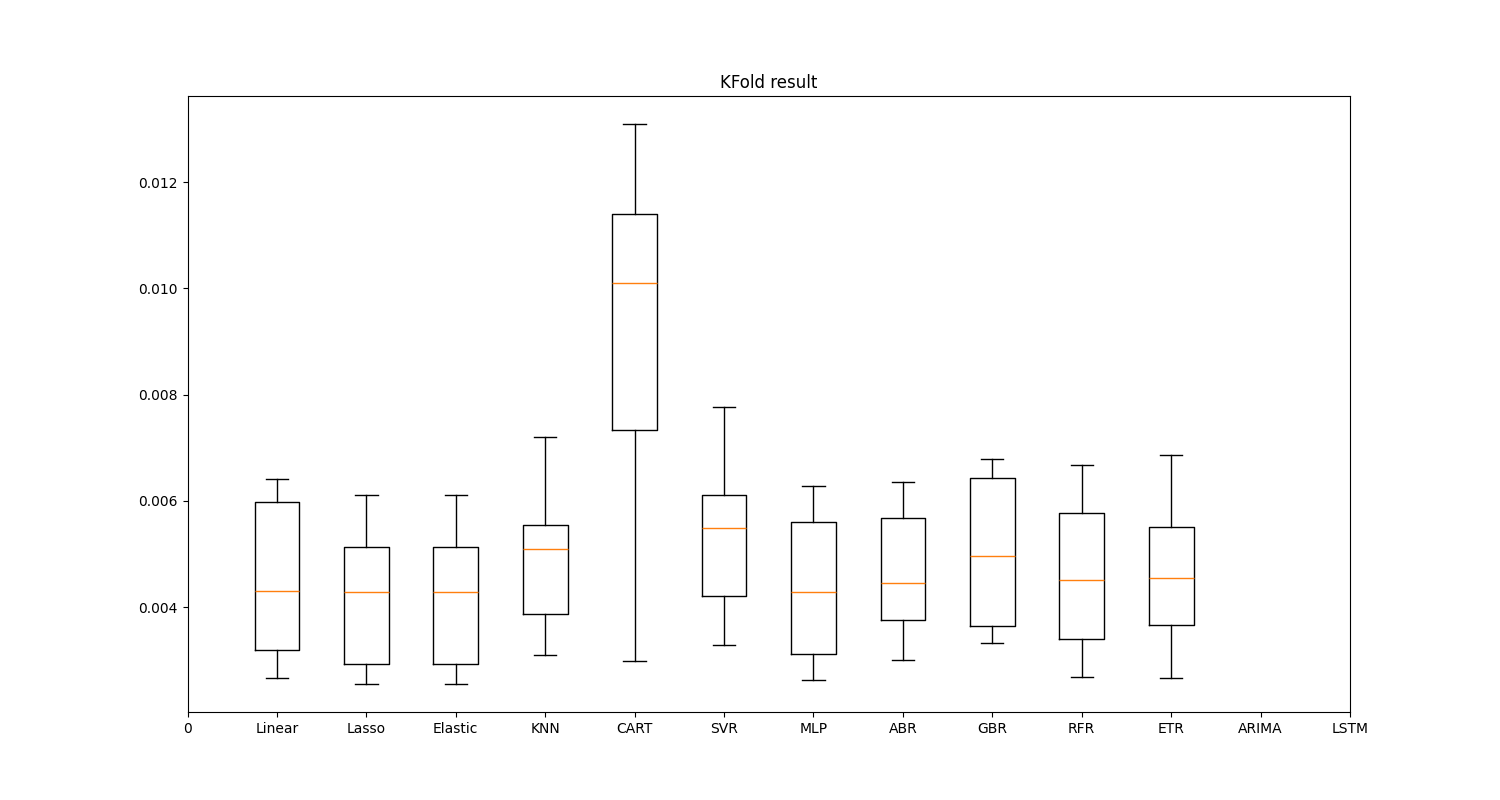 KFold result
0.012
0.010
0.008
0.006
0.004
0 Linear Lasso Elastic KNN CART SVR MLP ABR GBR RFR ETR ARIMA LSTM